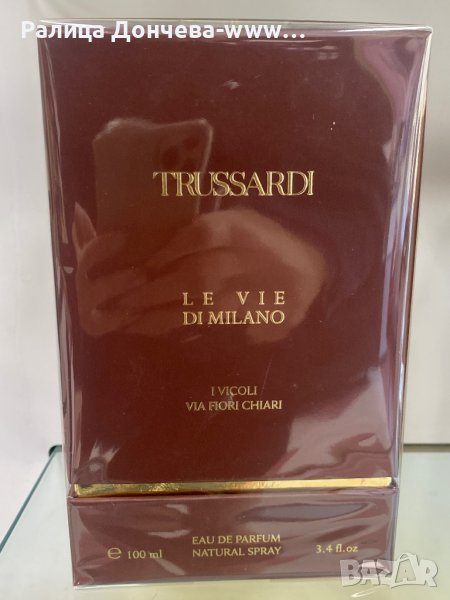 Ралица Дончева-www...
TRUSSARDI
LE VIE
DI MILANO
I VICOLI
VIA FIORI CHIARI
EAU DE PARFUM
e 100 ml NATURAL SPRAY 3.4 fl.oz
BAZAR